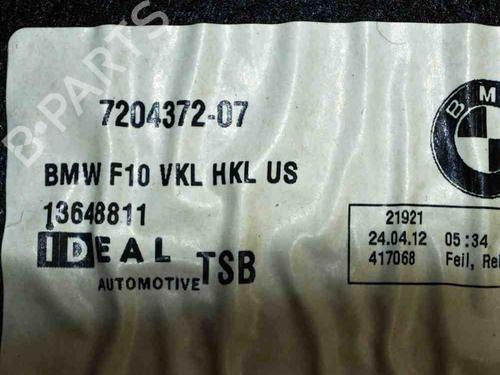 B-PARTS
7204372-07
BMW F10 VKL HKL US
13648811
IDEAL
AUTOMOTIVE TSB
BM
21921
24.04.12 05:34
417068 Feil, Rei